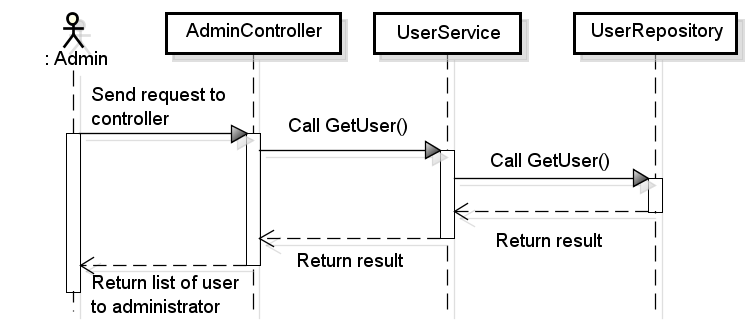 : Admin
AdminController
UserService
UserRepository
Send request to
controller
Call GetUser()
Call GetUser()
Return result
Return result
Return list of user
to administrator